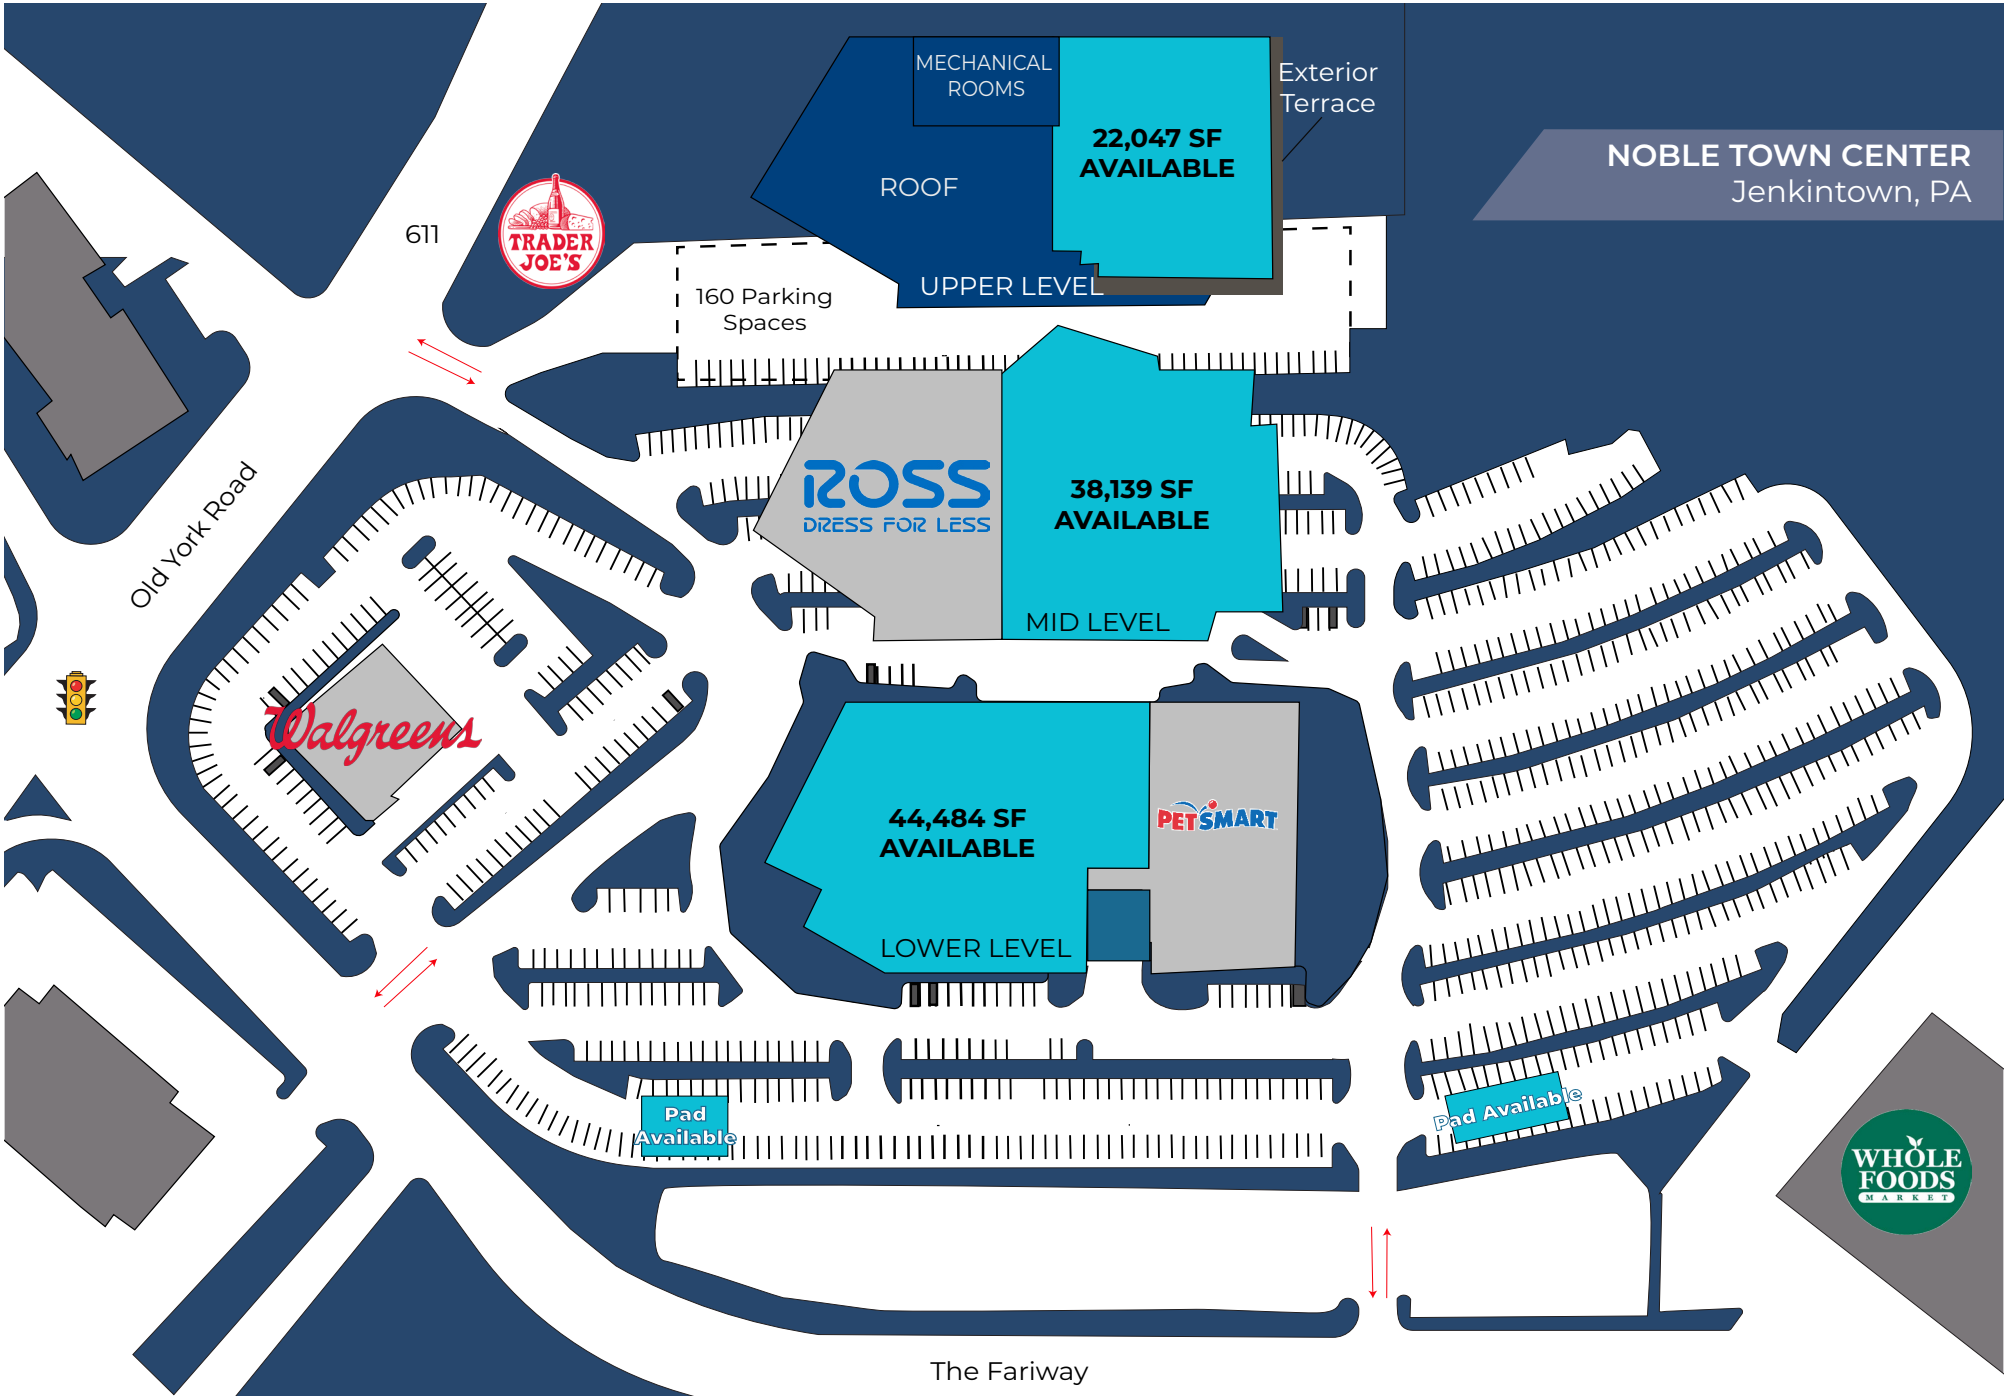 MECHANICAL
ROOMS
Exterior
Terrace
22,047 SF
AVAILABLE
NOBLE TOWN CENTER
Jenkintown, PA
ROOF
611
TRADER
JOE'S
UPPER LEVEL
160 Parking
Spaces
Old York Road
ROSS
DRESS FOR LESS
38,139 SF
AVAILABLE
MID LEVEL
Walgreens
44,484 SF
AVAILABLE
PETSMART
LOWER LEVEL
Pad
Available
Pad Available
WHOLE
FOODS
MARKET
The Fariway